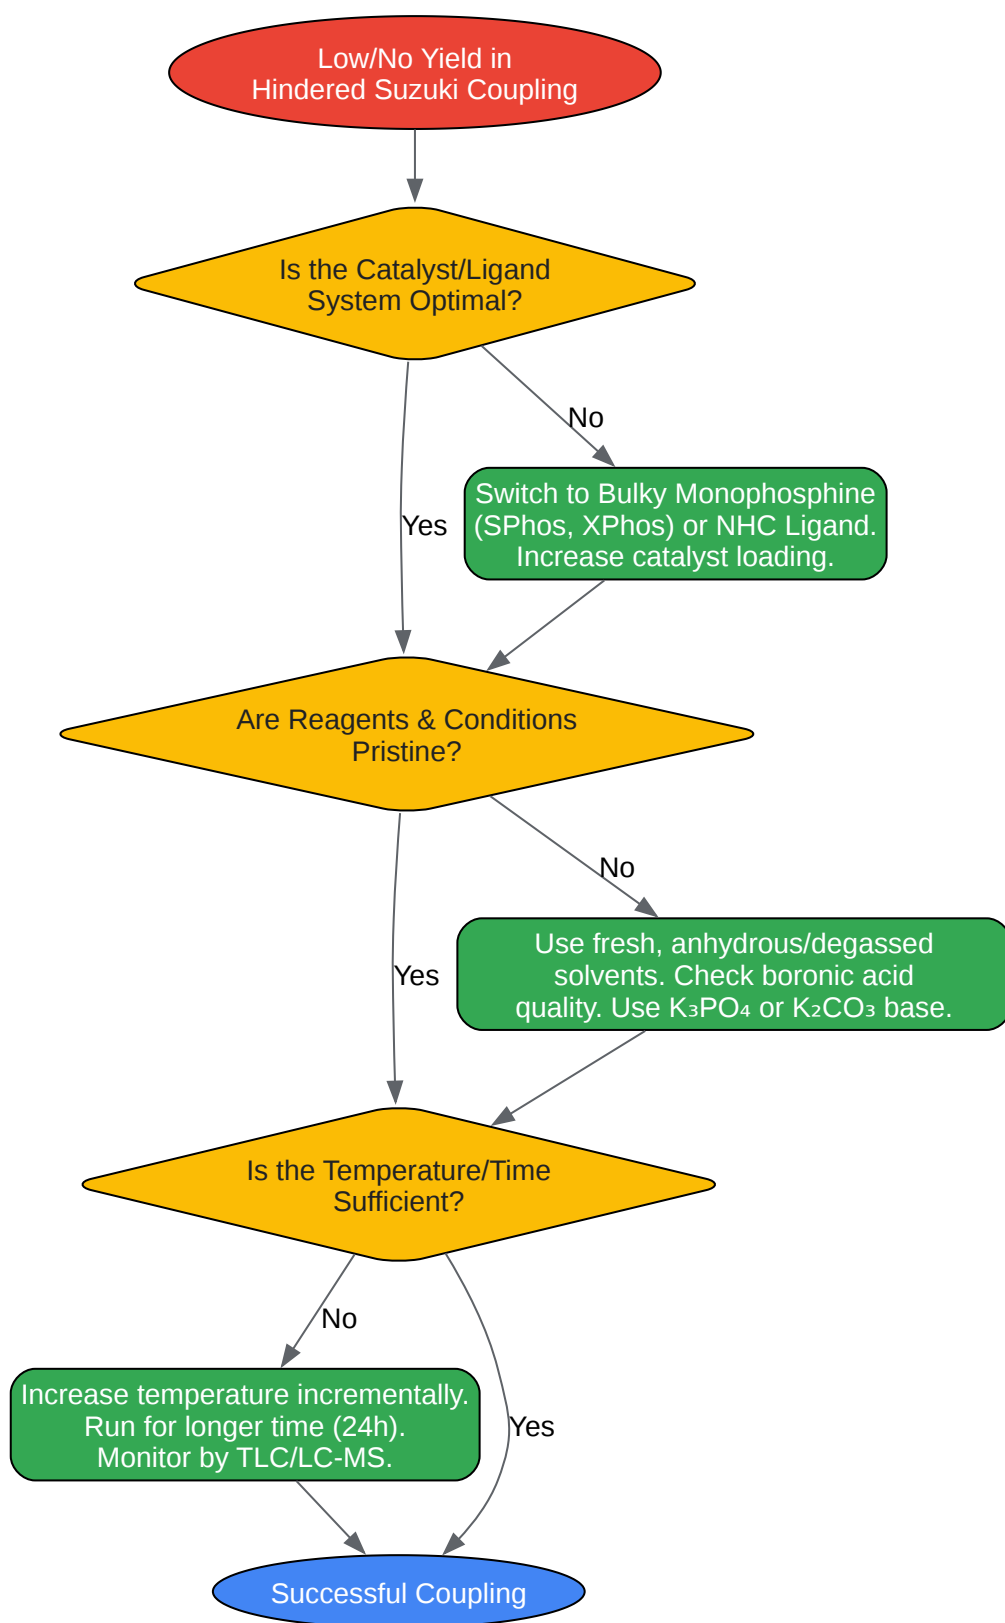 Low/No Yield in
Hindered Suzuki Coupling
Is the Catalyst/Ligand
System Optimal?
No
Switch to Bulky Monophosphine
(SPhos, XPhos) or NHC Ligand.
Increase catalyst loading.
Yes
Are Reagents & Conditions
Pristine?
No
Use fresh, anhydrous/degassed
solvents. Check boronic acid
quality. Use K₃PO₄ or K₂CO₃ base.
Yes
Is the Temperature/Time
Sufficient?
No
Increase temperature incrementally.
Run for longer time (24h).
Monitor by TLC/LC-MS.
Yes
Successful Coupling